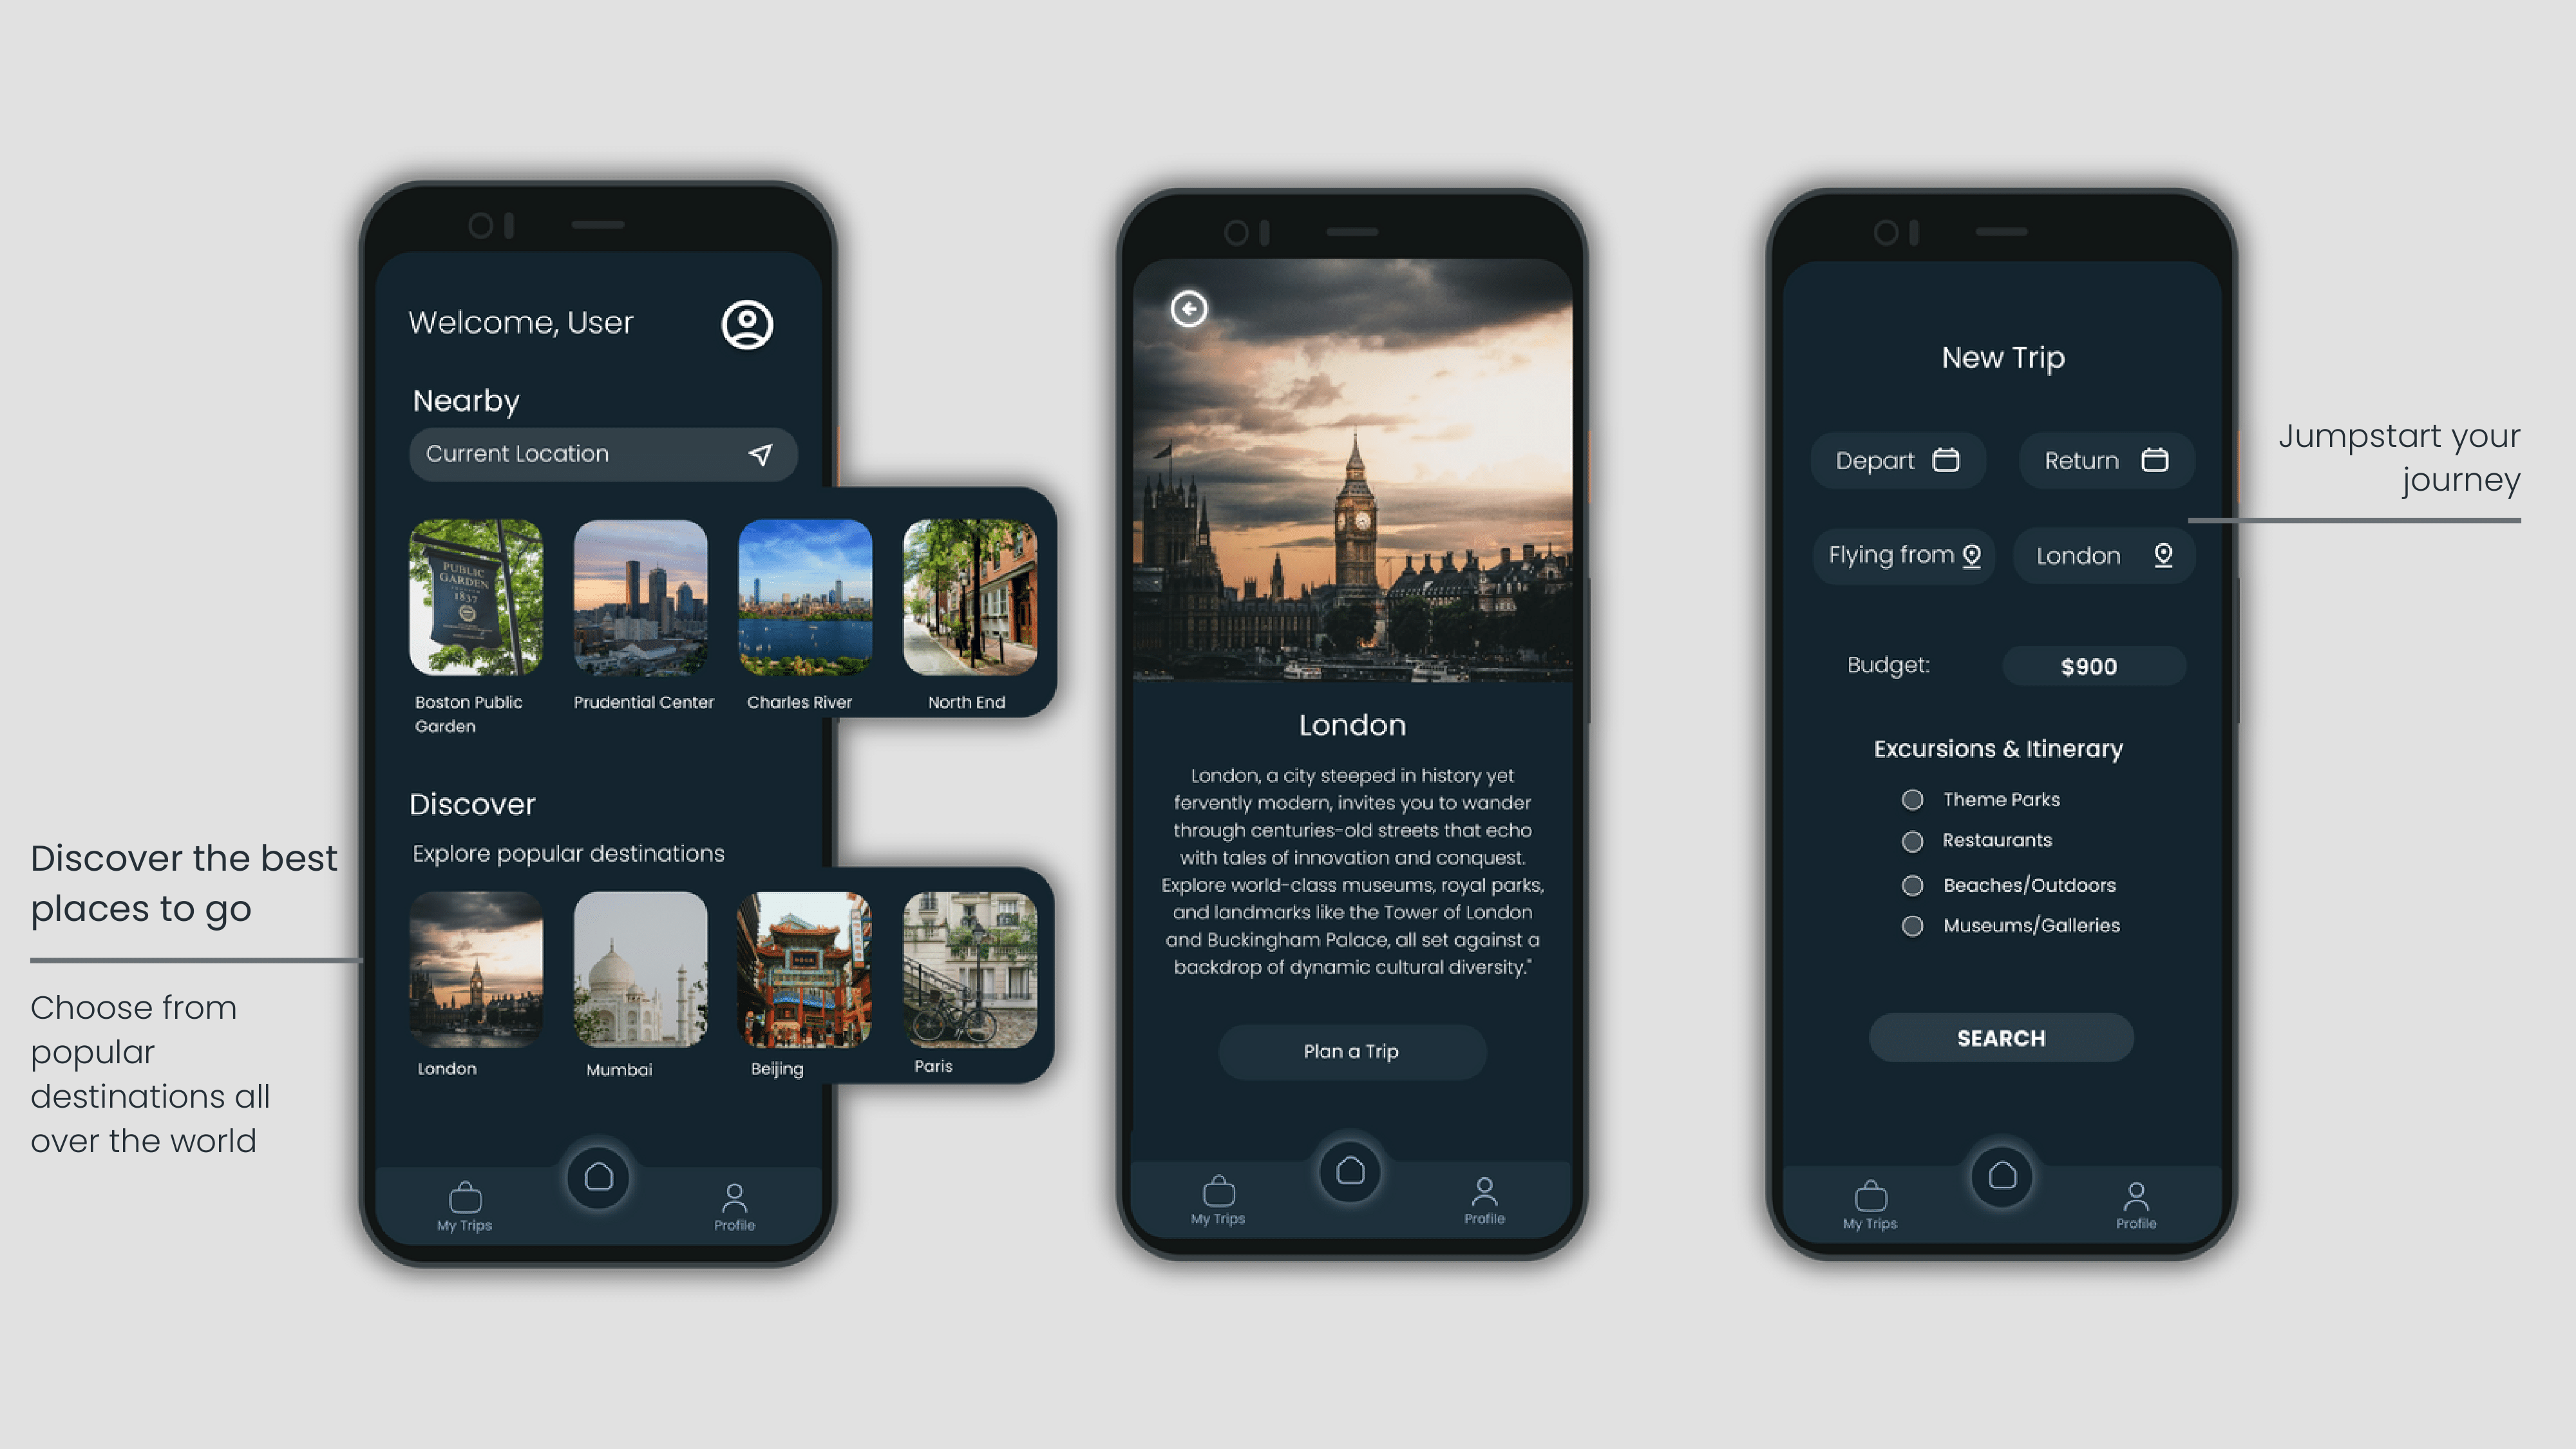 Discover the best
places to go
Choose from
popular
destinations all
over the world
Welcome, User
Nearby
Current Location
PUBLIC
GARDEN
1837
Boston Public
Garden
Prudential Center
Charles River
North End
Discover
Explore popular destinations
London
Mumbai
Beijing
Paris
My Trips
Profile
London
London, a city steeped in history yet
fervently modern, invites you to wander
through centuries-old streets that echo
with tales of innovation and conquest.
Explore world-class museums, royal parks,
and landmarks like the Tower of London
and Buckingham Palace, all set against a
backdrop of dynamic cultural diversity."
Plan a Trip
My Trips
Profile
New Trip
Depart
Return
Flying from
London
Budget:
$900
Excursions & Itinerary
Theme Parks
Restaurants
Beaches/Outdoors
Museums/Galleries
SEARCH
My Trips
Profile
Jumpstart your
journey